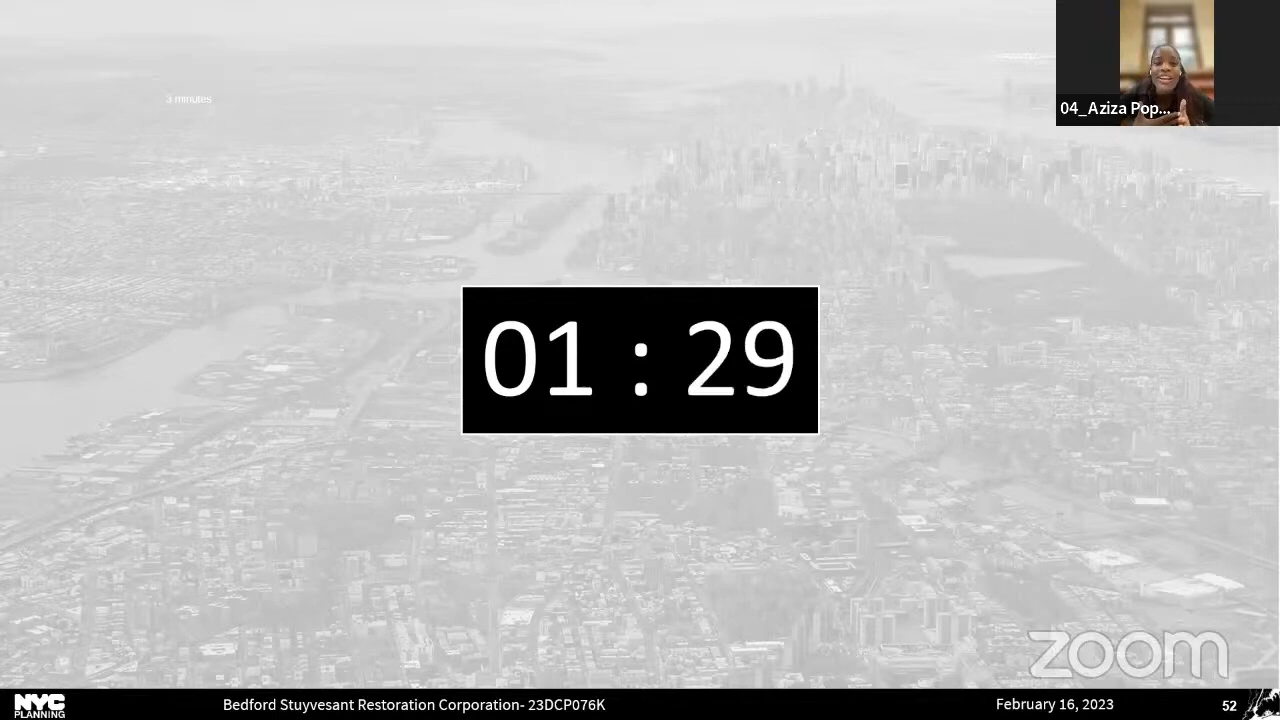 3 minutes
04_Aziza Pop...
01 : 29
zoom
NYC
PLANNING
Bedford Stuyvesant Restoration Corporation- 23DCP076K
February 16, 2023
52